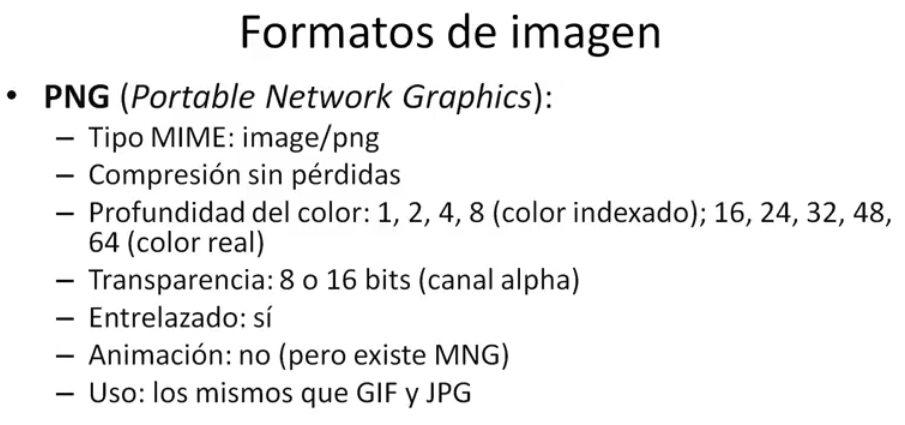 Formatos de imagen
• PNG (Portable Network Graphics):
– Tipo MIME: image/png
– Compresión sin pérdidas
– Profundidad del color: 1, 2, 4, 8 (color indexado); 16, 24, 32, 48,
64 (color real)
– Transparencia: 8 o 16 bits (canal alpha)
– Entrelazado: sí
– Animación: no (pero existe MNG)
– Uso: los mismos que GIF y JPG